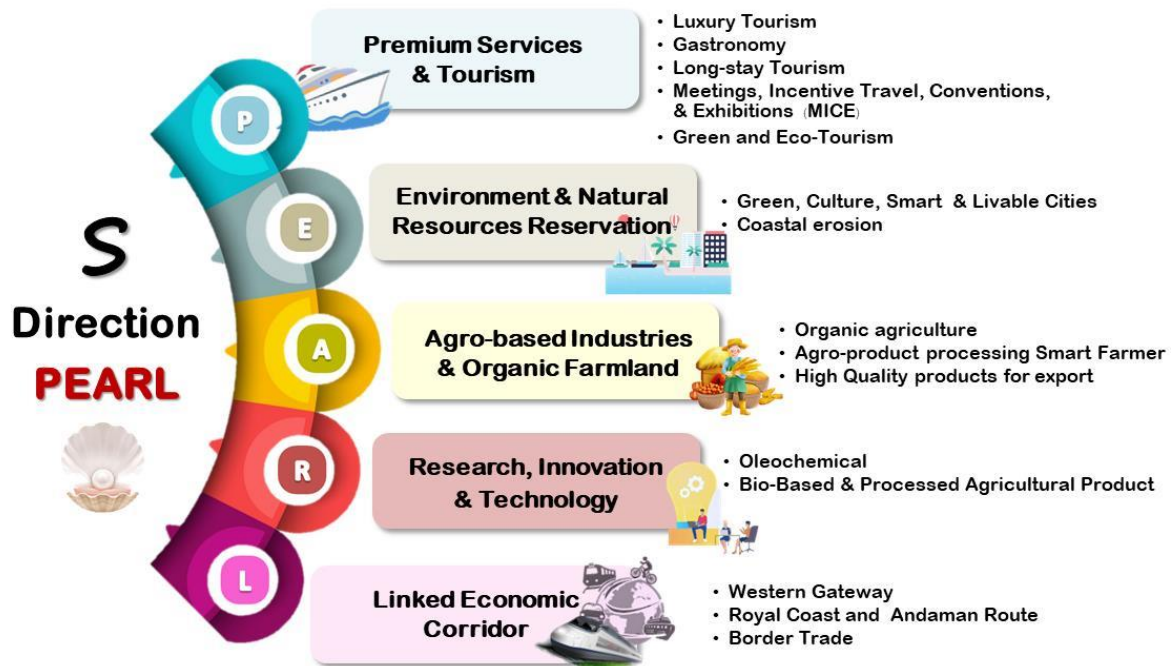 S
Direction
PEARL
P
Premium Services
& Tourism
• Luxury Tourism
• Gastronomy
• Long-stay Tourism
• Meetings, Incentive Travel, Conventions,
& Exhibitions (MICE)
• Green and Eco-Tourism
E
Environment & Natural
Resources Reservation
• Green, Culture, Smart & Livable Cities
• Coastal erosion
A
Agro-based Industries
& Organic Farmland
• Organic agriculture
• Agro-product processing Smart Farmer
• High Quality products for export
R
Research, Innovation
& Technology
• Oleochemical
• Bio-Based & Processed Agricultural Product
L
Linked Economic
Corridor
• Western Gateway
• Royal Coast and Andaman Route
• Border Trade